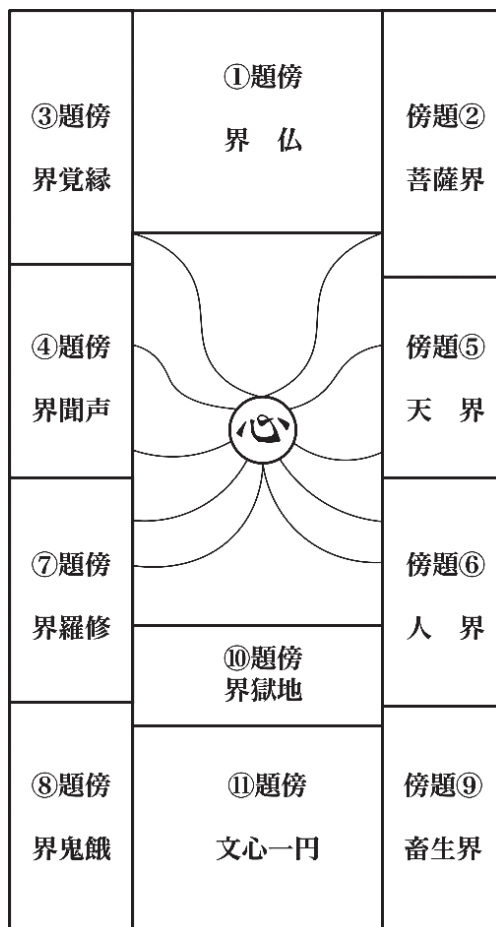 傍題①
仏　界
傍題②
菩薩界
傍題③
縁覚界
傍題④
声聞界
傍題⑤
天　界
心
傍題⑥
人　界
傍題⑦
修羅界
傍題⑧
餓鬼界
傍題⑨
畜生界
傍題⑩
地獄界
傍題⑪
円一心文